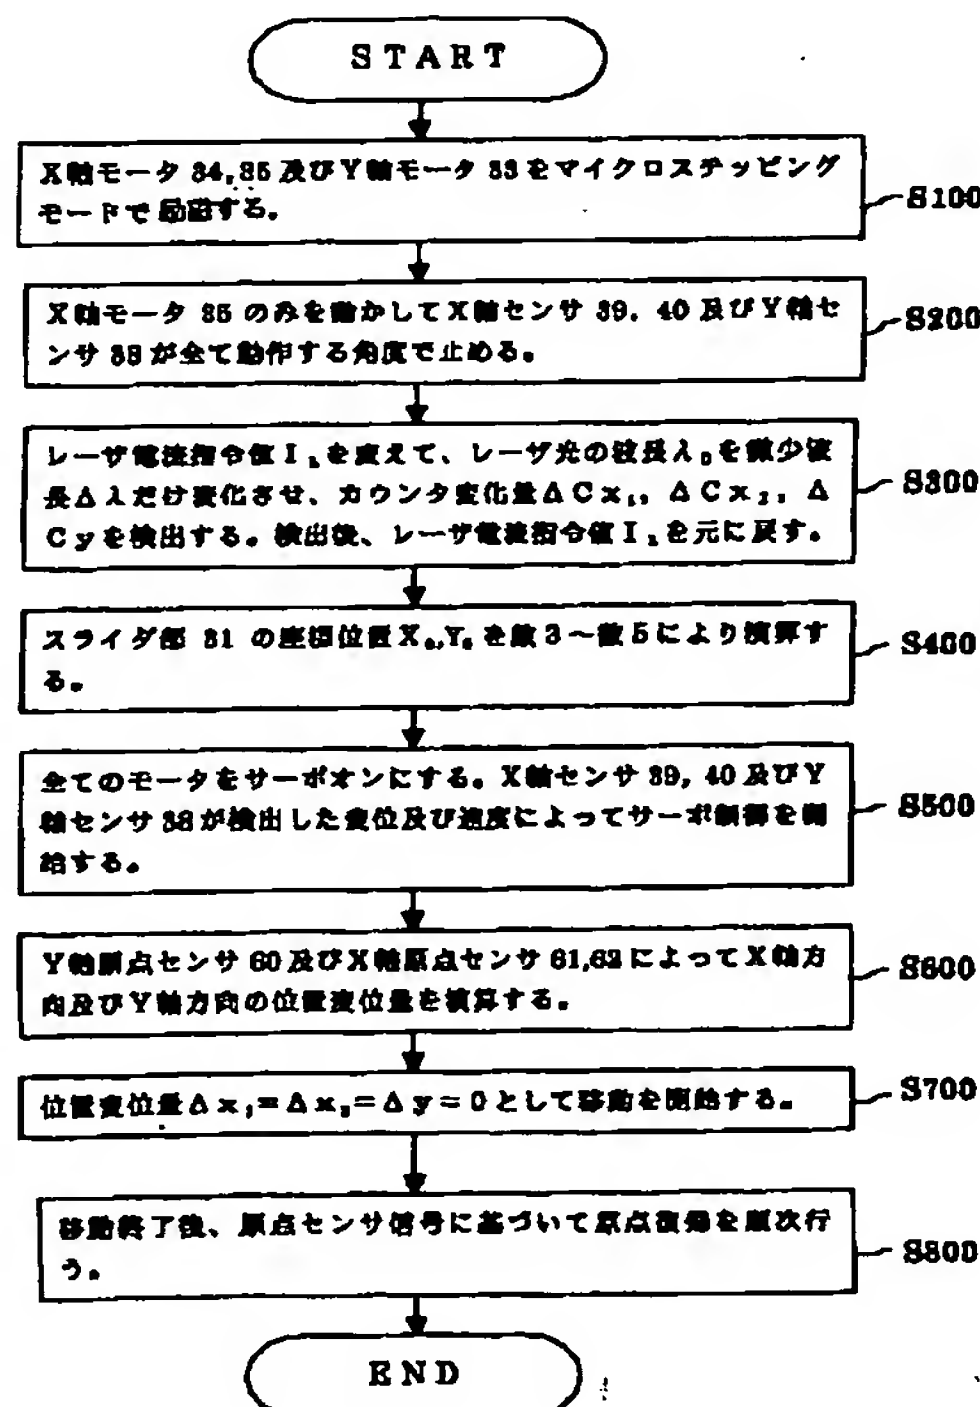 START
X軸モータ 34,35 及びY軸モータ 33 をマイクロステッピング
モードで励磁する。
S100
X軸モータ 35 のみを動かしてX軸センサ 39, 40 及びY軸セ
ンサ 38 が全て動作する角度で止める。
S200
レーザ電流指令値 I_L を変えて、レーザ光の波長λ_0を微少波
長Δλだけ変化させ、カウンタ変化量ΔCx_1, ΔCx_2, Δ
Cyを検出する。検出後、レーザ電流指令値 I_L を元に戻す。
S300
スライダ部 31 の座標位置X_0,Y_0 を数3~数5により演算す
る。
S400
全てのモータをサーボオンにする。X軸センサ 39, 40 及びY
軸センサ 38 が検出した変位及び速度によってサーボ制御を開
始する。
S500
Y軸原点センサ 60 及びX軸原点センサ 61,62 によってX軸方
向及びY軸方向の位置変位量を演算する。
S600
位置変位量Δx_1=Δx_2=Δy=0として移動を開始する。
S700
移動終了後、原点センサ信号に基づいて原点復帰を順次行
う。
S800
END